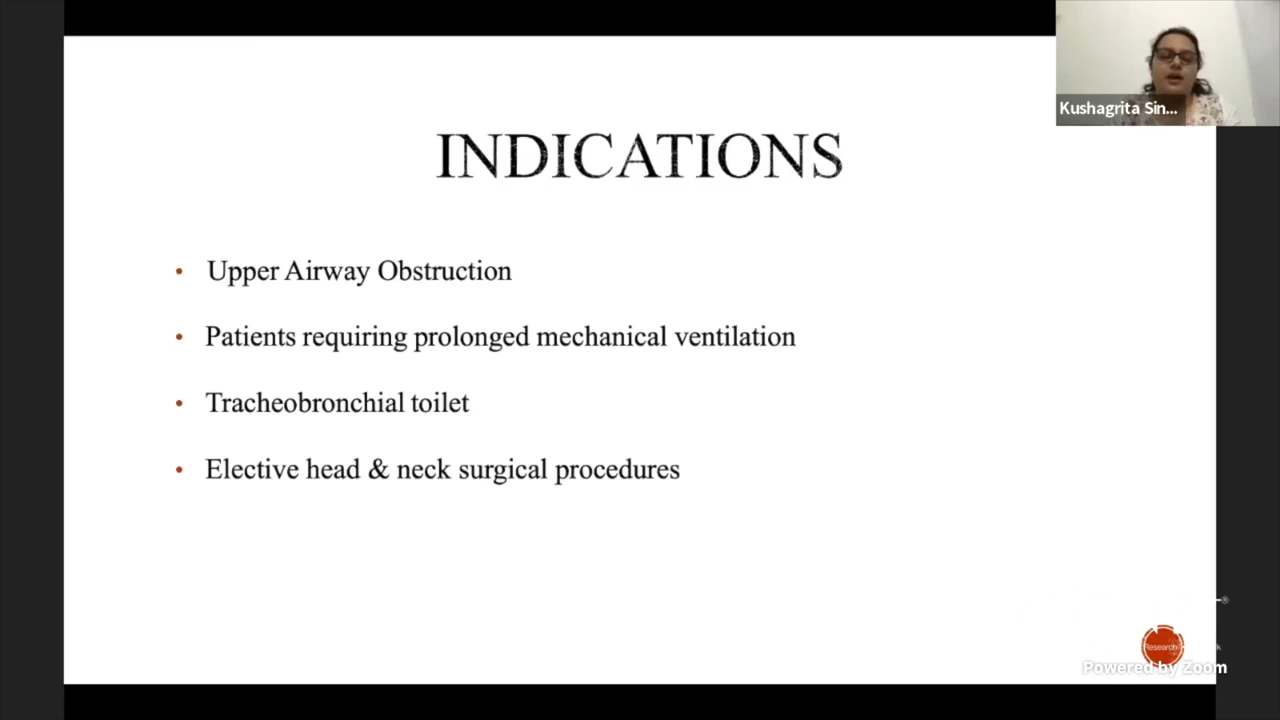 Kushagrita Sin...
INDICATIONS
• Upper Airway Obstruction
• Patients requiring prolonged mechanical ventilation
• Tracheobronchial toilet
• Elective head & neck surgical procedures
Research
Powered by Zoom